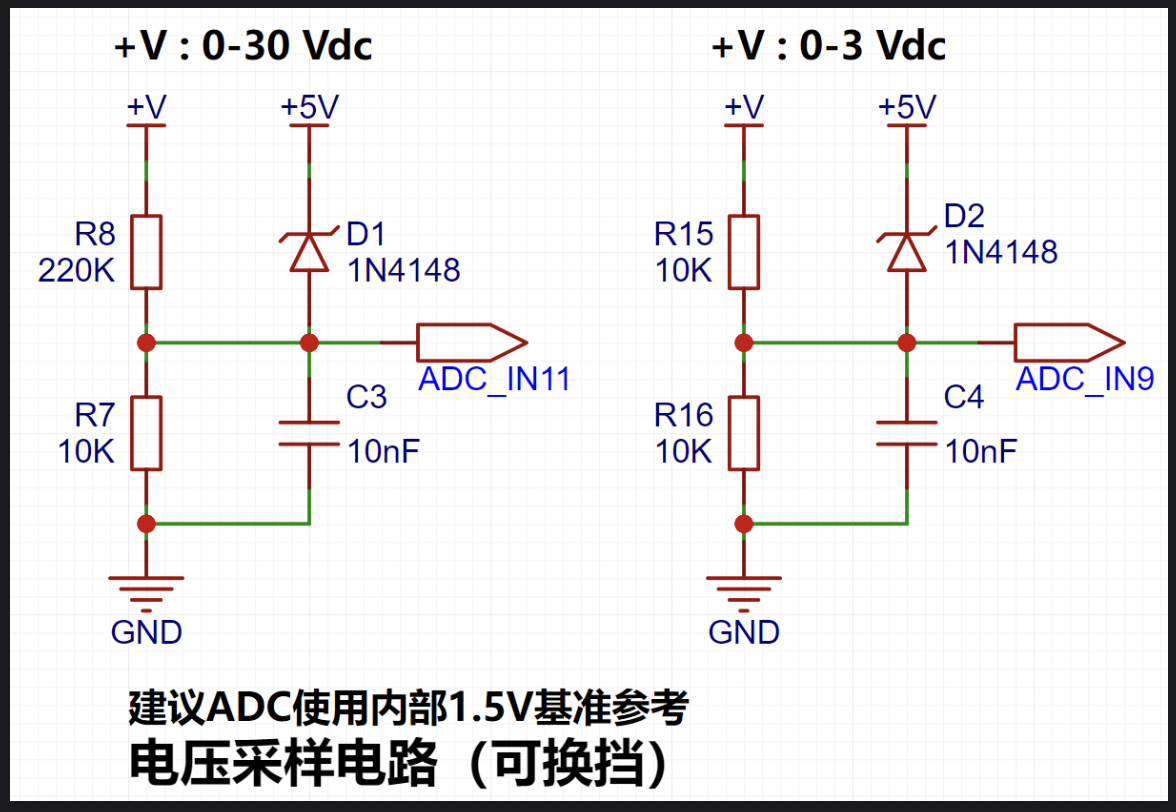 +V : 0-30 Vdc
+V : 0-3 Vdc
+V
+5V
+V
+5V
R8
220K
D1
1N4148
R15
10K
D2
1N4148
ADC_IN11
ADC_IN9
R7
10K
C3
10nF
R16
10K
C4
10nF
GND
GND
建议ADC使用内部1.5V基准参考
电压采样电路（可换挡）